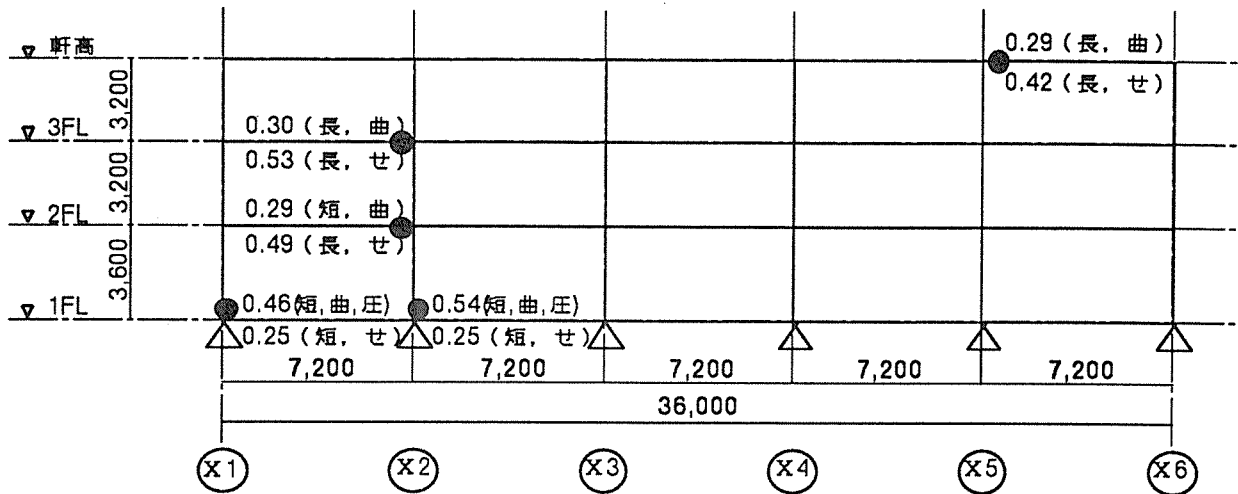 ▽ 軒高
0.29 (長, 曲)
0.42 (長, せ)
3,200
▽ 3FL
0.30 (長, 曲)
0.53 (長, せ)
3,200
▽ 2FL
0.29 (短, 曲)
0.49 (長, せ)
3,600
▽ 1FL
0.46(短,曲,圧)
0.54(短,曲,圧)
0.25 (短, せ)
0.25 (短, せ)
7,200
7,200
7,200
7,200
7,200
36,000
X1
X2
X3
X4
X5
X6